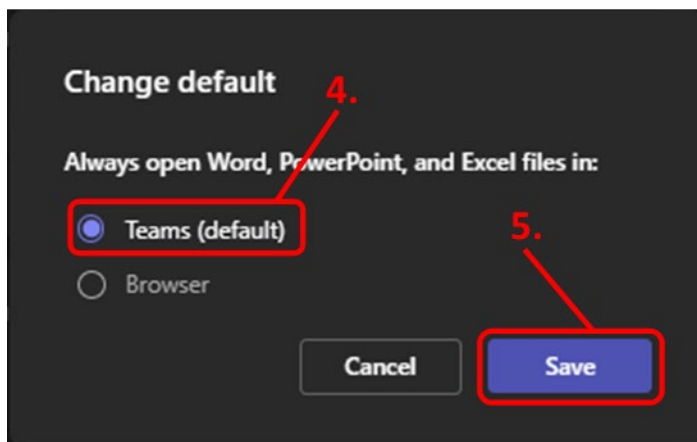 Change default
4.
Always open Word, PowerPoint, and Excel files in:
Teams (default)
5.
Browser
Cancel
Save